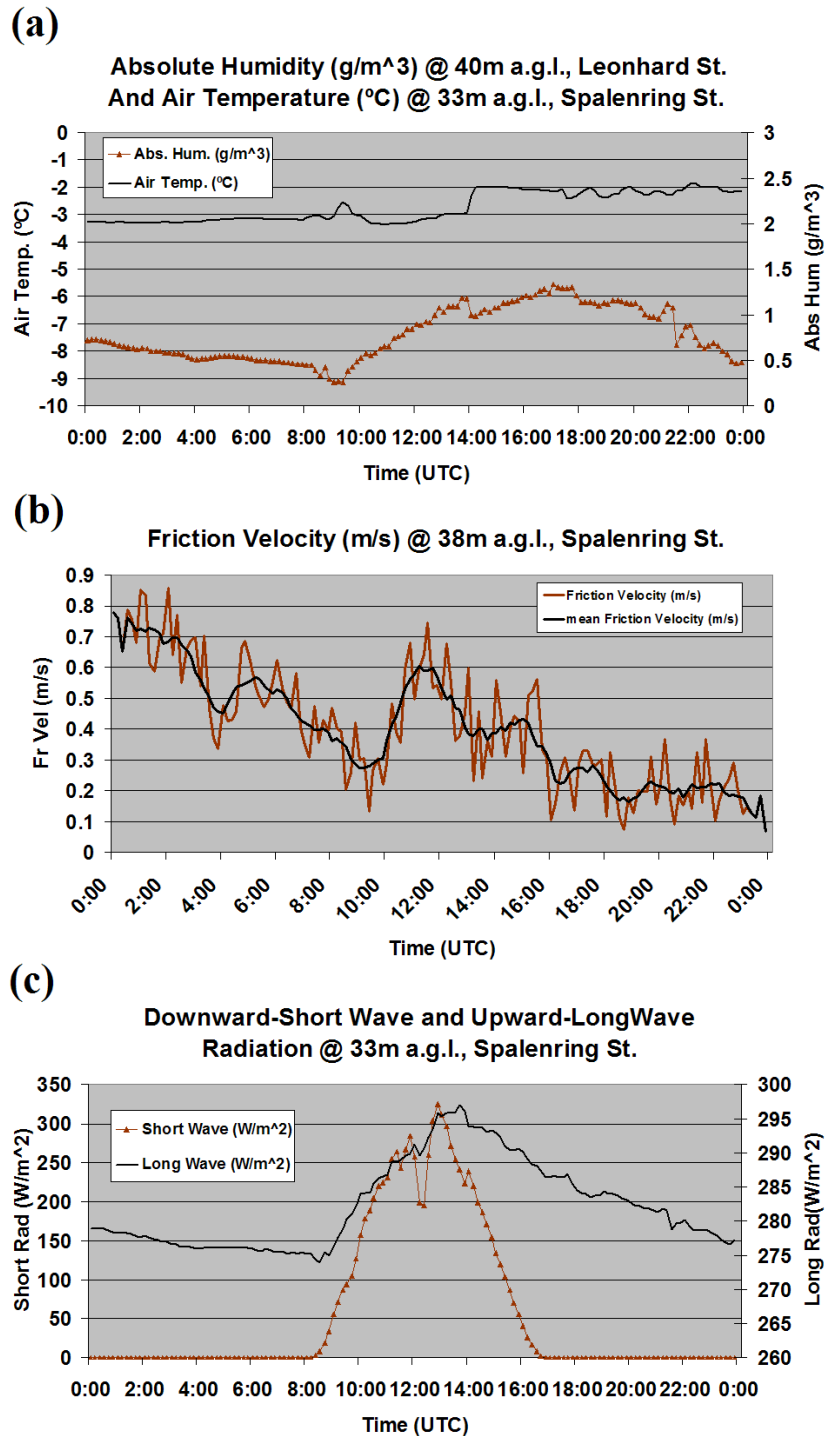 (a)
Absolute Humidity (g/m^3) @ 40m a.g.l., Leonhard St.
And Air Temperature (ºC) @ 33m a.g.l., Spalenring St.
Abs. Hum. (g/m^3)
Air Temp. (ºC)
0
-1
-2
-3
-4
-5
-6
-7
-8
-9
-10
Air Temp. (ºC)
3
2.5
2
1.5
1
0.5
0
Abs Hum (g/m^3)
0:00 2:00 4:00 6:00 8:00 10:00 12:00 14:00 16:00 18:00 20:00 22:00 0:00
Time (UTC)
(b)
Friction Velocity (m/s) @ 38m a.g.l., Spalenring St.
Friction Velocity (m/s)
mean Friction Velocity (m/s)
0.9
0.8
0.7
0.6
0.5
0.4
0.3
0.2
0.1
0
Fr Vel (m/s)
0:00 2:00 4:00 6:00 8:00 10:00 12:00 14:00 16:00 18:00 20:00 22:00 0:00
Time (UTC)
(c)
Downward-Short Wave and Upward-LongWave
Radiation @ 33m a.g.l., Spalenring St.
Short Wave (W/m^2)
Long Wave (W/m^2)
350
300
250
200
150
100
50
0
Short Rad (W/m^2)
300
295
290
285
280
275
270
265
260
Long Rad(W/m^2)
0:00 2:00 4:00 6:00 8:00 10:00 12:00 14:00 16:00 18:00 20:00 22:00 0:00
Time (UTC)